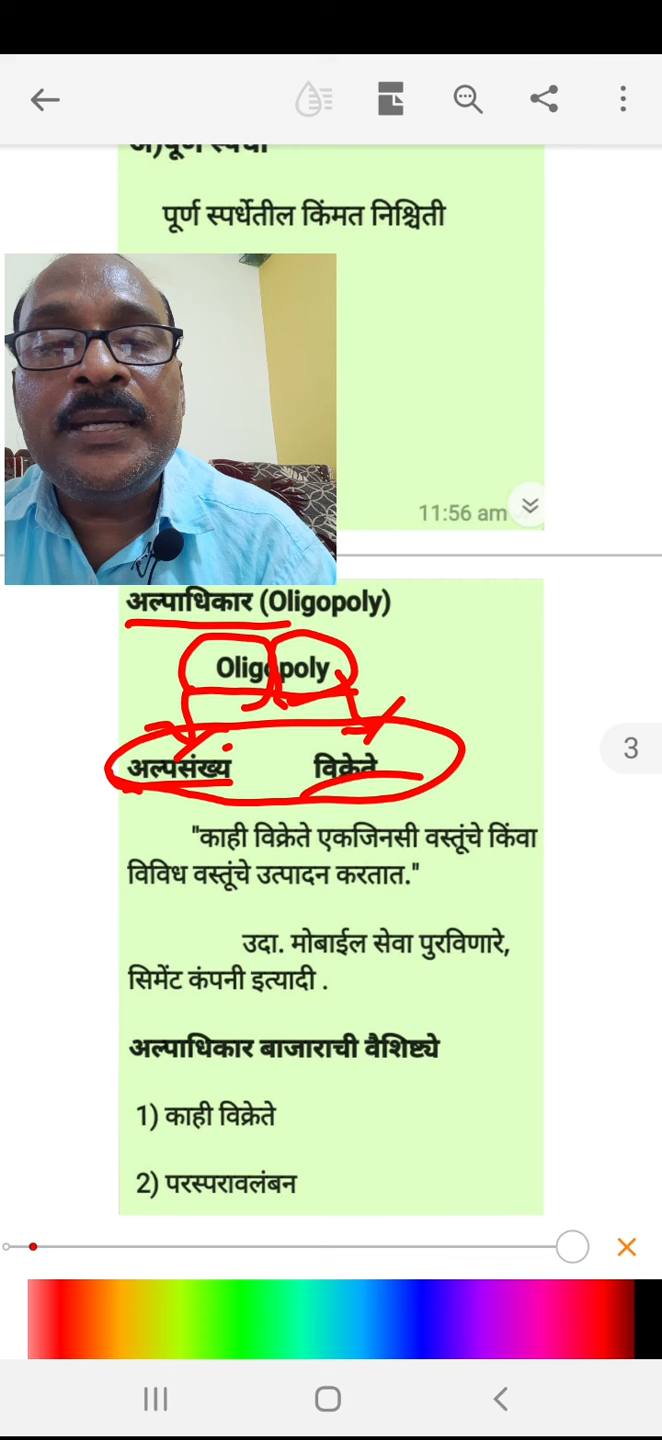 पूर्ण स्पर्धेतील किंमत निश्चिती
11:56 am
अल्पाधिकार (Oligopoly)
Oligopoly
अल्पसंख्य विक्रेते
3
"काही विक्रेते एकजिनसी वस्तूंचे किंवा
विविध वस्तूंचे उत्पादन करतात."
उदा. मोबाईल सेवा पुरविणारे,
सिमेंट कंपनी इत्यादी .
अल्पाधिकार बाजाराची वैशिष्ट्ये
1) काही विक्रेते
2) परस्परावलंबन